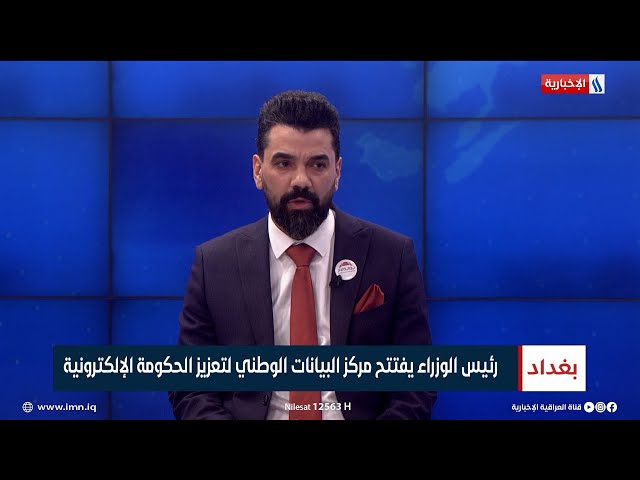 الإخبارية
بغداد
رئيس الوزراء يفتتح مركز البيانات الوطني لتعزيز الحكومة الإلكترونية
www.imn.iq
Nilesat 12563 H
قناة العراقية الإخبارية